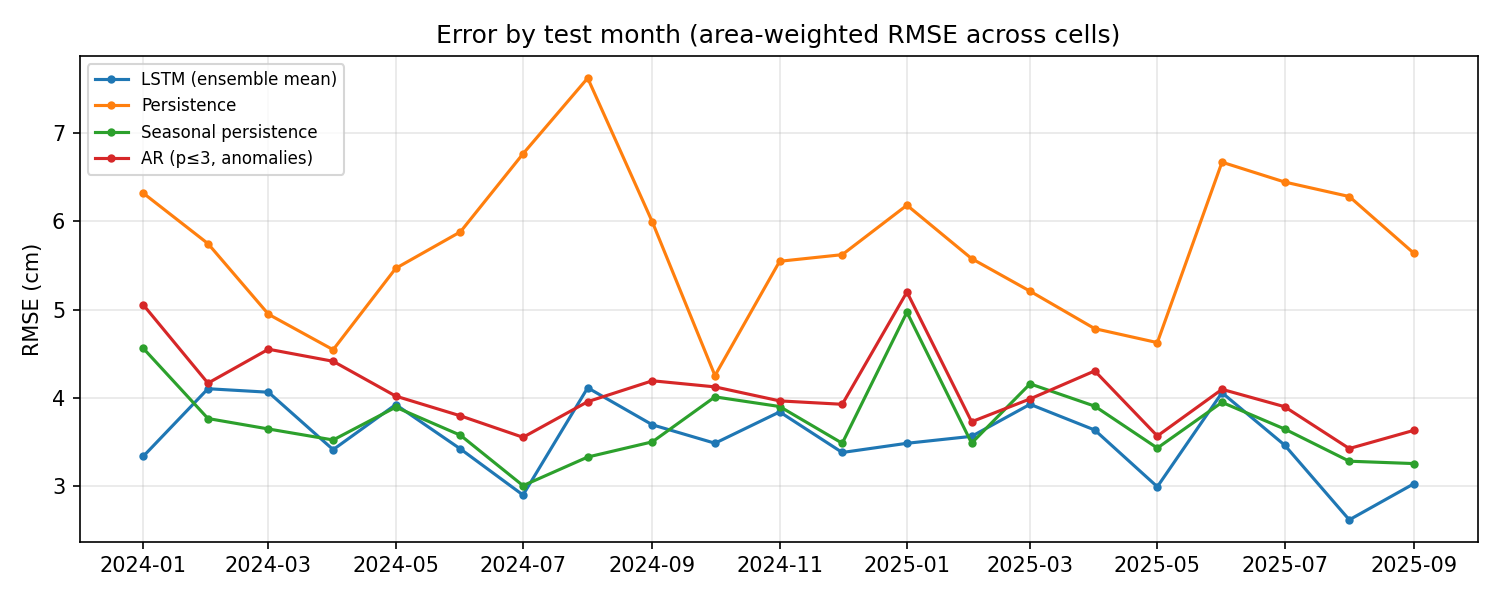 Error by test month (area-weighted RMSE across cells)
LSTM (ensemble mean)
Persistence
Seasonal persistence
AR (p≤3, anomalies)
RMSE (cm)
7
6
5
4
3
2024-01 2024-03 2024-05 2024-07 2024-09 2024-11 2025-01 2025-03 2025-05 2025-07 2025-09